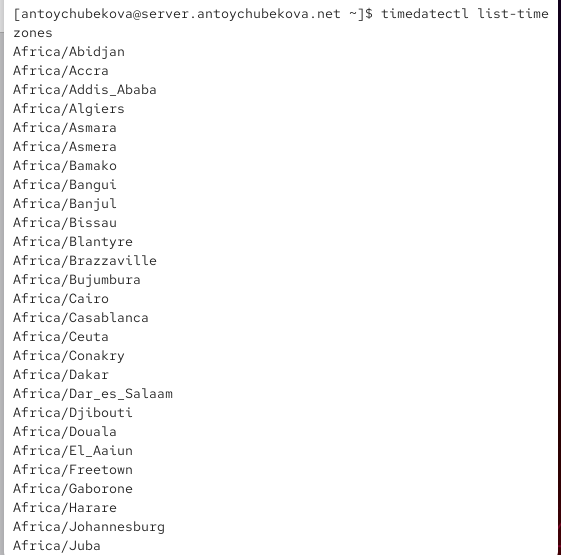 [antoychubekova@server.antoychubekova.net ~]$ timedatectl list-time
zones
Africa/Abidjan
Africa/Accra
Africa/Addis_Ababa
Africa/Algiers
Africa/Asmara
Africa/Asmera
Africa/Bamako
Africa/Bangui
Africa/Banjul
Africa/Bissau
Africa/Blantyre
Africa/Brazzaville
Africa/Bujumbura
Africa/Cairo
Africa/Casablanca
Africa/Ceuta
Africa/Conakry
Africa/Dakar
Africa/Dar_es_Salaam
Africa/Djibouti
Africa/Douala
Africa/El_Aaiun
Africa/Freetown
Africa/Gaborone
Africa/Harare
Africa/Johannesburg
Africa/Juba